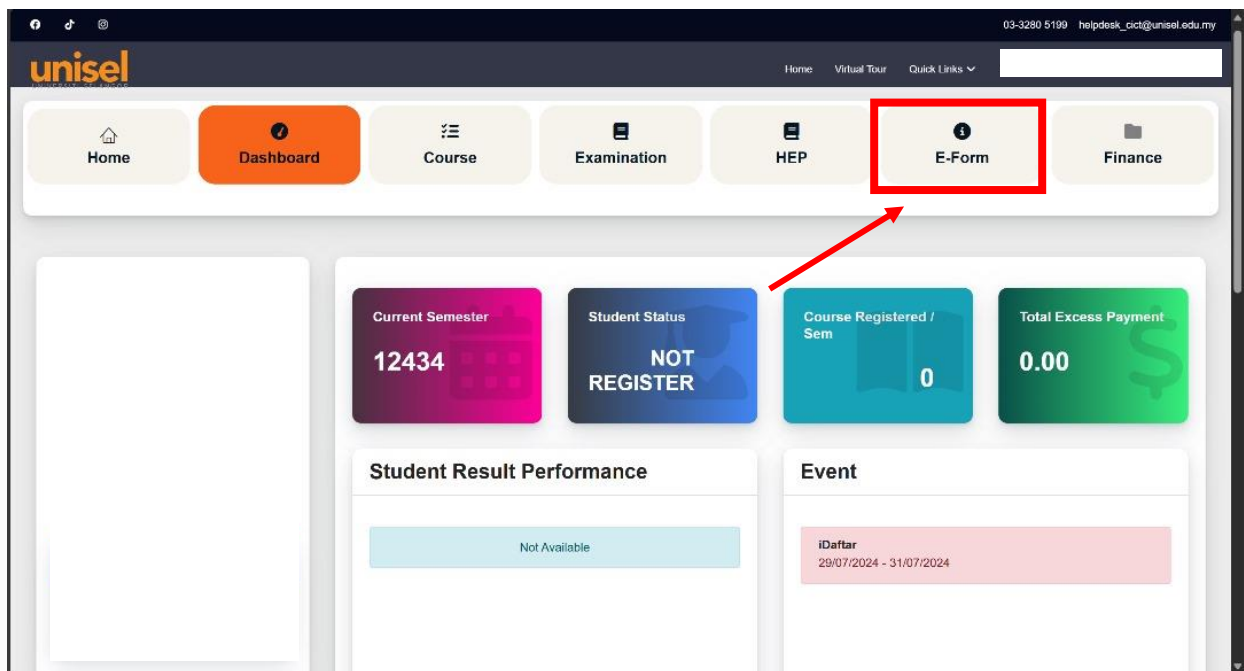 03-3280 5199 helpdesk_cict@unisel.edu.my
unisel
Home Virtual Tour Quick Links
Home
Dashboard
Course
Examination
HEP
E-Form
Finance
Current Semester
12434
Student Status
NOT
REGISTER
Course Registered /
Sem
0
Total Excess Payment
0.00
Student Result Performance
Not Available
Event
iDaftar
29/07/2024 - 31/07/2024